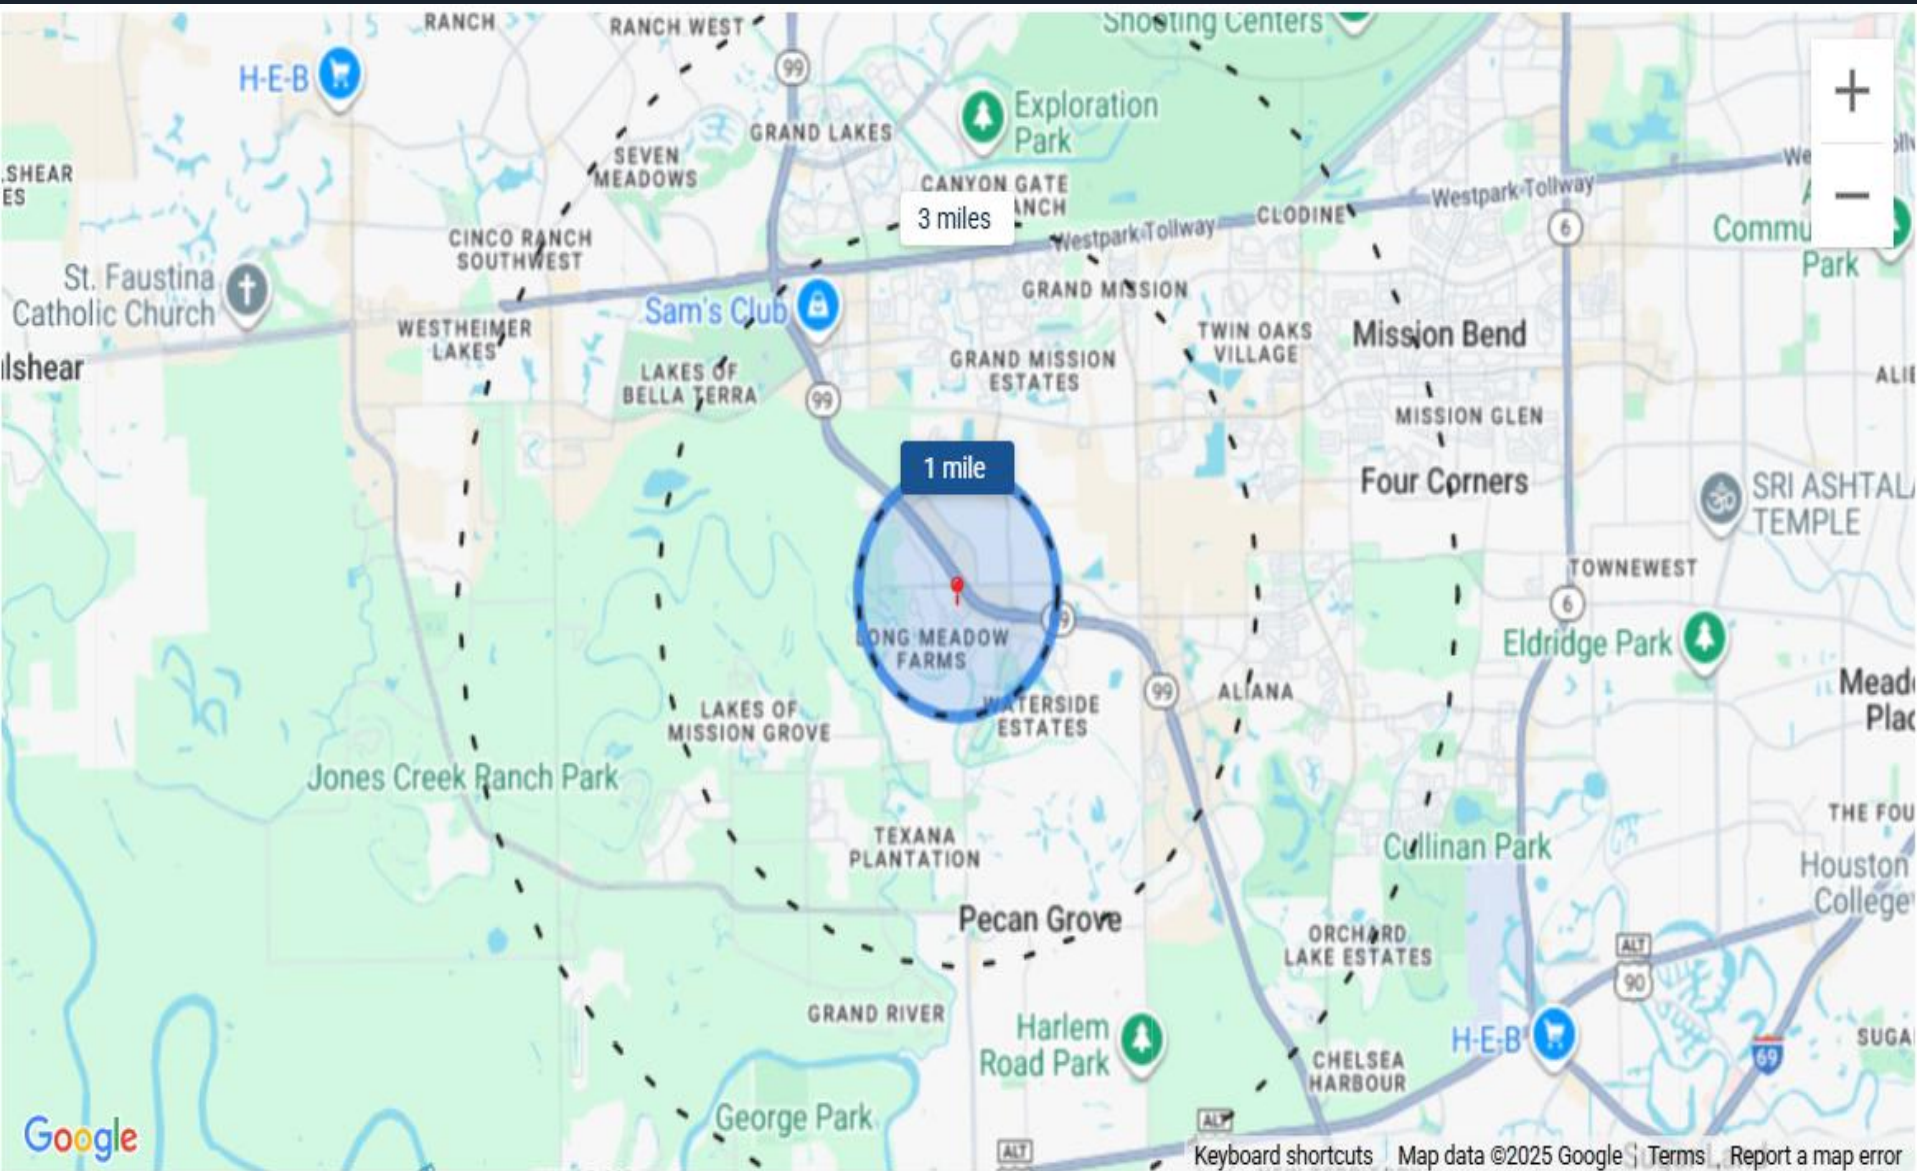 RANCH
RANCH WEST
Shooting Centers
H-E-B
99
Exploration
Park
GRAND LAKES
SEVEN
MEADOWS
CANYON GATE
3 miles
Westpark Tollway
Westpark Tollway
CLODINE
6
CINCO RANCH
SOUTHWEST
St. Faustina
Catholic Church
Park
Sam's Club
GRAND MISSION
WESTHEIMER
LAKES
TWIN OAKS
VILLAGE
Mission Bend
GRAND MISSION
ESTATES
LAKES OF
BELLA TERRA
99
MISSION GLEN
1 mile
Four Corners
SRI ASHTAL
TEMPLE
TOWNEWEST
6
Eldridge Park
LONG MEADOW
FARMS
99
ALIANA
WATERSIDE
ESTATES
LAKES OF
MISSION GROVE
Jones Creek Ranch Park
THE FOU
TEXANA
PLANTATION
Cullinan Park
Houston
College
Pecan Grove
ORCHARD
LAKE ESTATES
ALT
90
GRAND RIVER
Harlem
Road Park
H-E-B
69
SUGA
CHELSEA
HARBOUR
George Park
ALT
ALT
Google
Keyboard shortcuts
Map data ©2025 Google
Terms
Report a map error